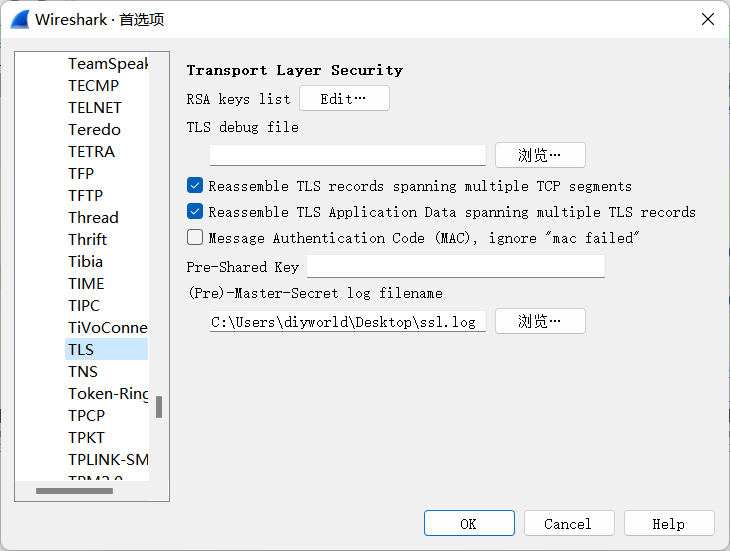 Wireshark · 首选项
TeamSpeak
TECMP
TELNET
Teredo
TETRA
TFP
TFTP
Thread
Thrift
Tibia
TIME
TIPC
TiVoConne
TLS
TNS
Token-Ring
TPCP
TPKT
TPLINK-SM
TPM2.0
Transport Layer Security
RSA keys list Edit…
TLS debug file
浏览…
Reassemble TLS records spanning multiple TCP segments
Reassemble TLS Application Data spanning multiple TLS records
Message Authentication Code (MAC), ignore "mac failed"
Pre-Shared Key
(Pre)-Master-Secret log filename
C:\Users\diyworld\Desktop\ssl.log 浏览…
OK Cancel Help